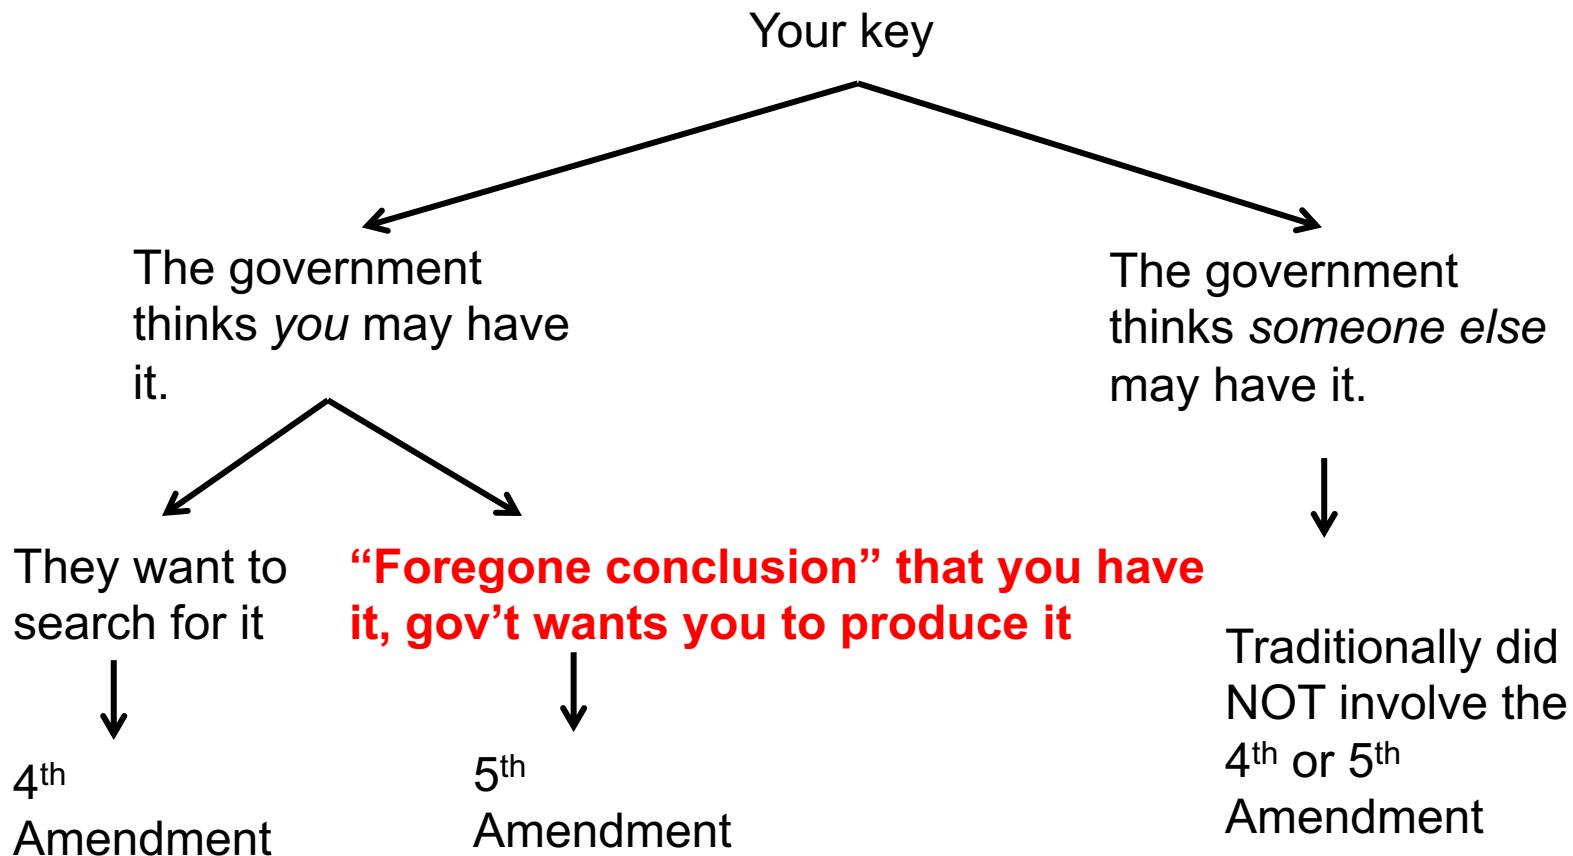 Your key
The government
thinks you may have
it.
The government
thinks someone else
may have it.
They want to
search for it
“Foregone conclusion” that you have
it, gov’t wants you to produce it
Traditionally did
NOT involve the
4th or 5th
Amendment
4th
Amendment
5th
Amendment